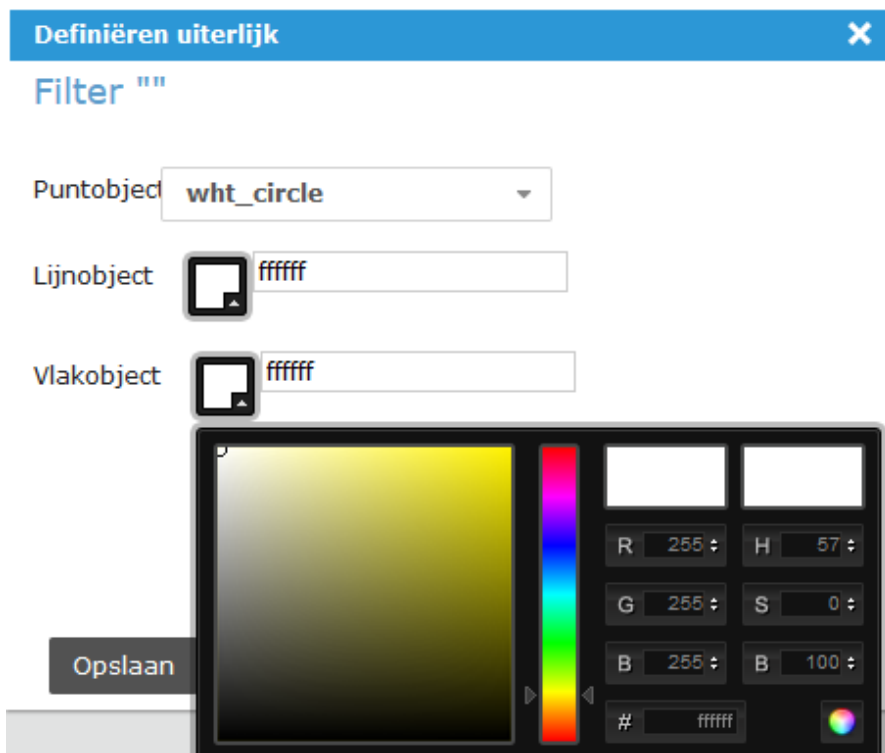 Definiëren uiterlijk
Filter ""
Puntobject wht_circle
Lijnobject ffffff
Vlakobject ffffff
R 255 H 57
G 255 S 0
B 255 B 100
# ffffff
Opslaan